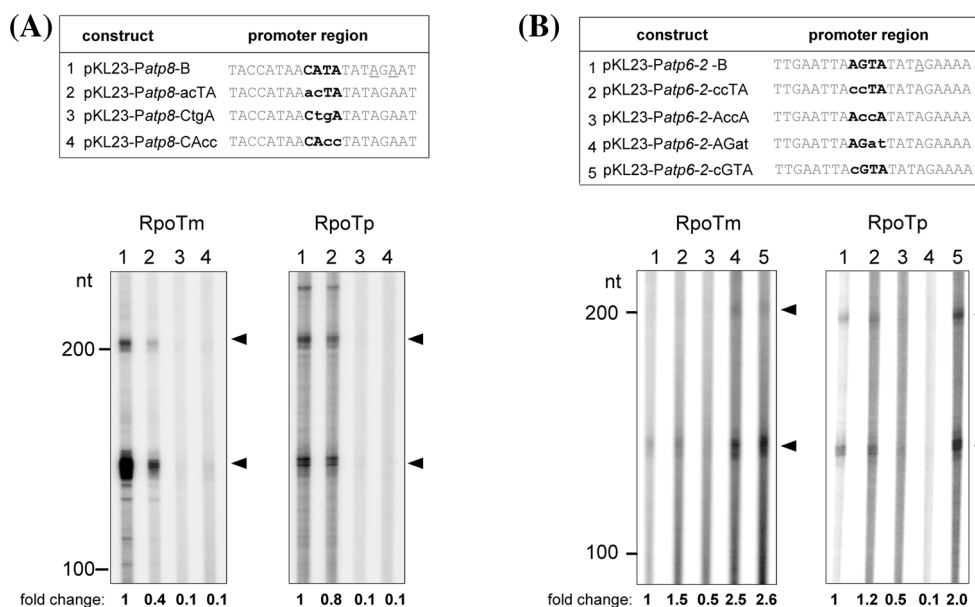 (A)
construct promoter region
1 pKL23-Patp8-B TACCATAACATATATAGAAT
2 pKL23-Patp8-acTA TACCATAAacTATATAGAAT
3 pKL23-Patp8-CtgA TACCATAACtgATATAGAAT
4 pKL23-Patp8-CAcc TACCATAACAccTATAGAAT
RpoTm RpoTp
1 2 3 4 1 2 3 4
nt
200
100
fold change: 1 0.4 0.1 0.1 1 0.8 0.1 0.1
(B)
construct promoter region
1 pKL23-Patp6-2 -B TTGAATTAAGTATATAGAAAA
2 pKL23-Patp6-2-ccTA TTGAATTAccTATATAGAAAA
3 pKL23-Patp6-2-AccA TTGAATTAAccATATAGAAAA
4 pKL23-Patp6-2-AGat TTGAATTAAGatTATAGAAAA
5 pKL23-Patp6-2-cGTA TTGAATTAcGTATATAGAAAA
RpoTm RpoTp
1 2 3 4 5 1 2 3 4 5
nt
200
100
fold change: 1 1.5 0.5 2.5 2.6 1 1.2 0.5 0.1 2.0